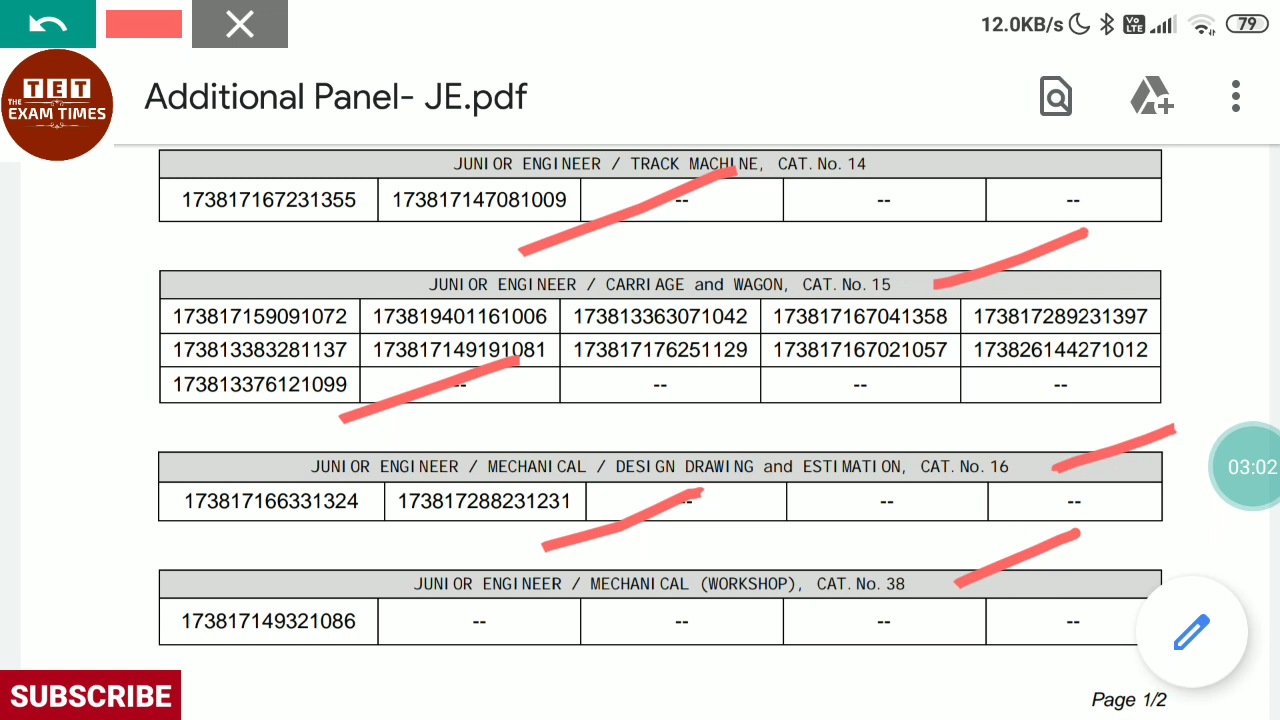 12.0KB/s Vo LTE 79
TET
THE
EXAM TIMES
Additional Panel- JE.pdf
JUNIOR ENGINEER / TRACK MACHINE, CAT. No. 14
173817167231355 173817147081009 -- -- --
JUNIOR ENGINEER / CARRIAGE and WAGON, CAT. No. 15
173817159091072 173819401161006 173813363071042 173817167041358 173817289231397
173813383281137 173817149191081 173817176251129 173817167021057 173826144271012
173813376121099 -- -- -- --
JUNIOR ENGINEER / MECHANICAL / DESIGN DRAWING and ESTIMATION, CAT. No. 16
173817166331324 173817288231231 -- -- --
03:02
JUNIOR ENGINEER / MECHANICAL (WORKSHOP), CAT. No. 38
173817149321086 -- -- -- --
SUBSCRIBE
Page 1/2